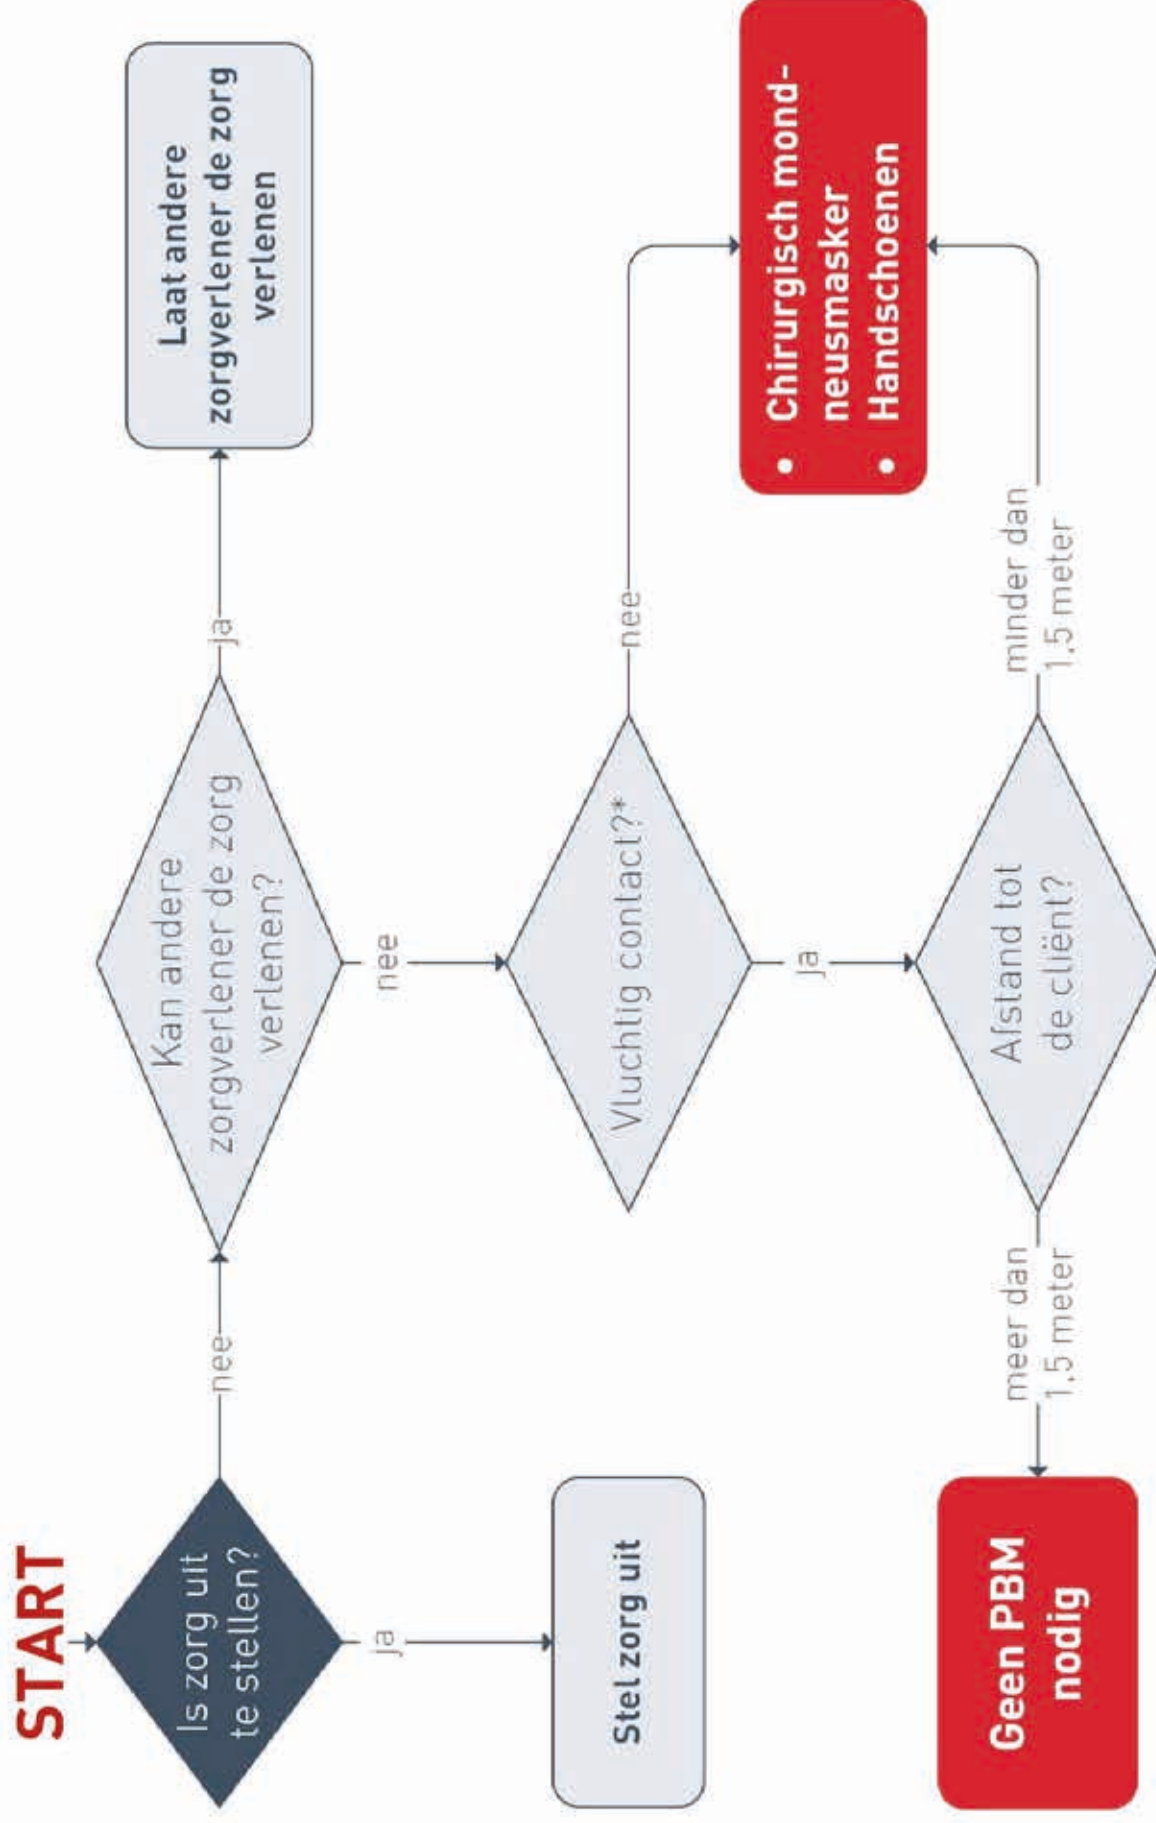 START
Is zorg uit
te stellen?
nee
Kan andere
zorgverlener de zorg
verlenen?
ja
Laat andere
zorgverlener de zorg
verlenen
ja
Stel zorg uit
nee
Vluchtig contact?*
nee
• Chirurgisch mond-
neusmasker
• Handschoenen
ja
Afstand tot
de cliënt?
minder dan
1,5 meter
meer dan
1,5 meter
Geen PBM
nodig